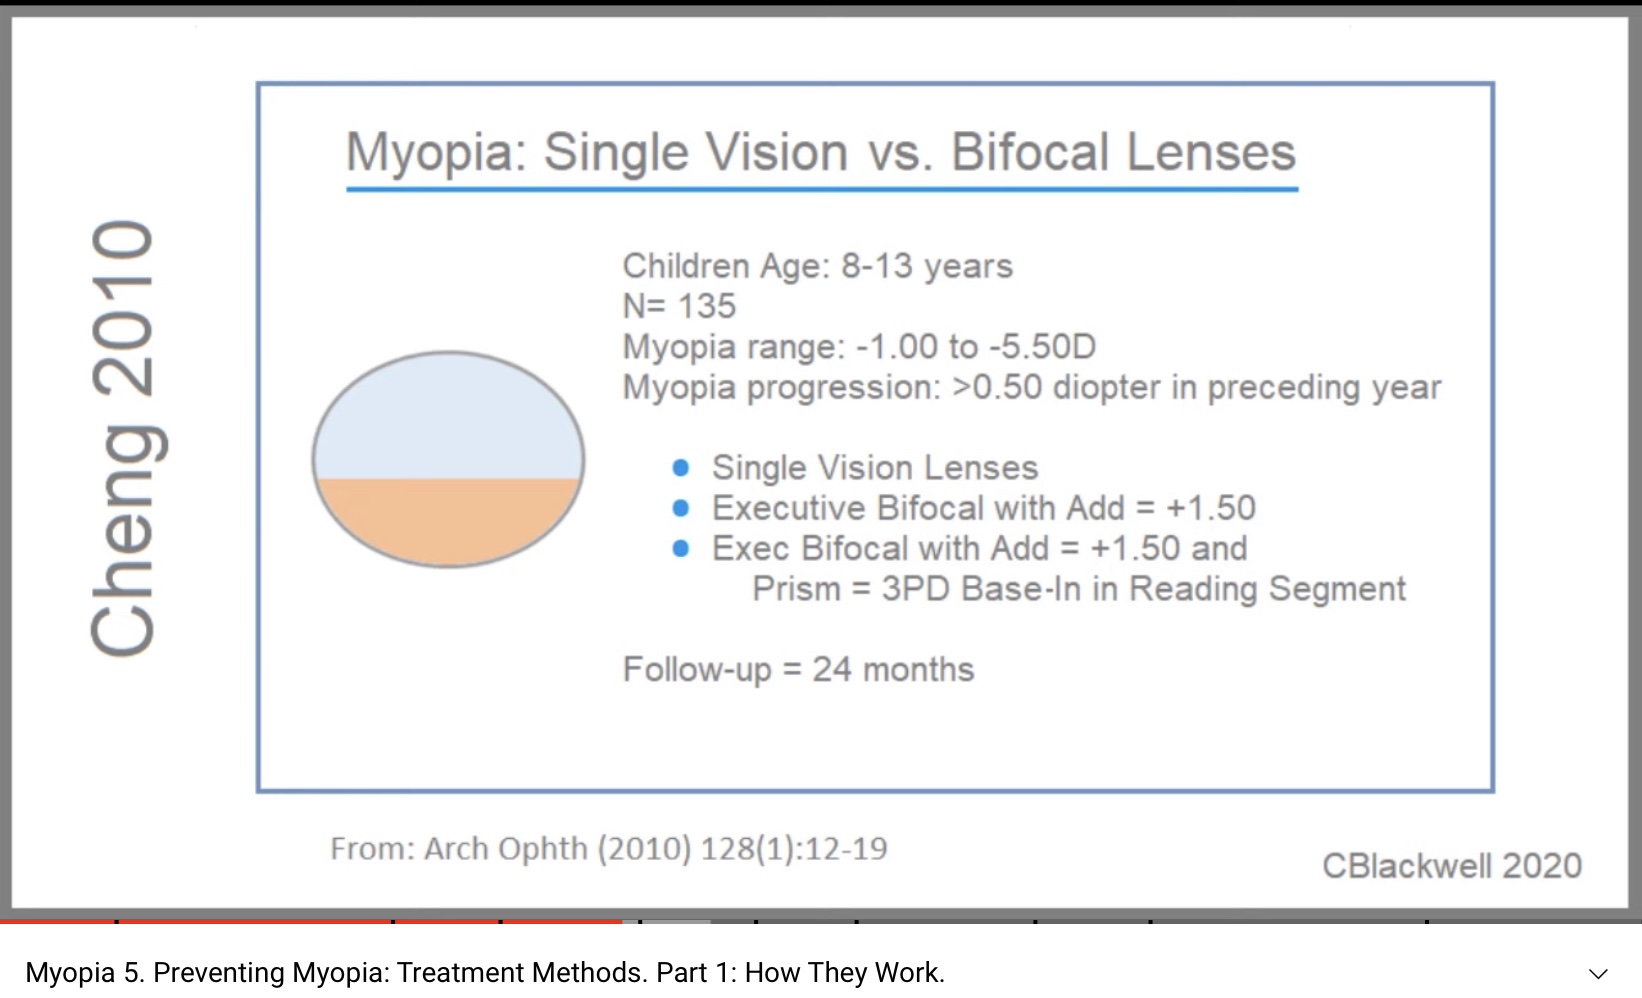 Cheng 2010
Myopia: Single Vision vs. Bifocal Lenses
Children Age: 8-13 years
N= 135
Myopia range: -1.00 to -5.50D
Myopia progression: >0.50 diopter in preceding year
Single Vision Lenses
Executive Bifocal with Add = +1.50
Exec Bifocal with Add = +1.50 and
Prism = 3PD Base-In in Reading Segment
Follow-up = 24 months
From: Arch Ophth (2010) 128(1):12-19
CBlackwell 2020
Myopia 5. Preventing Myopia: Treatment Methods. Part 1: How They Work.